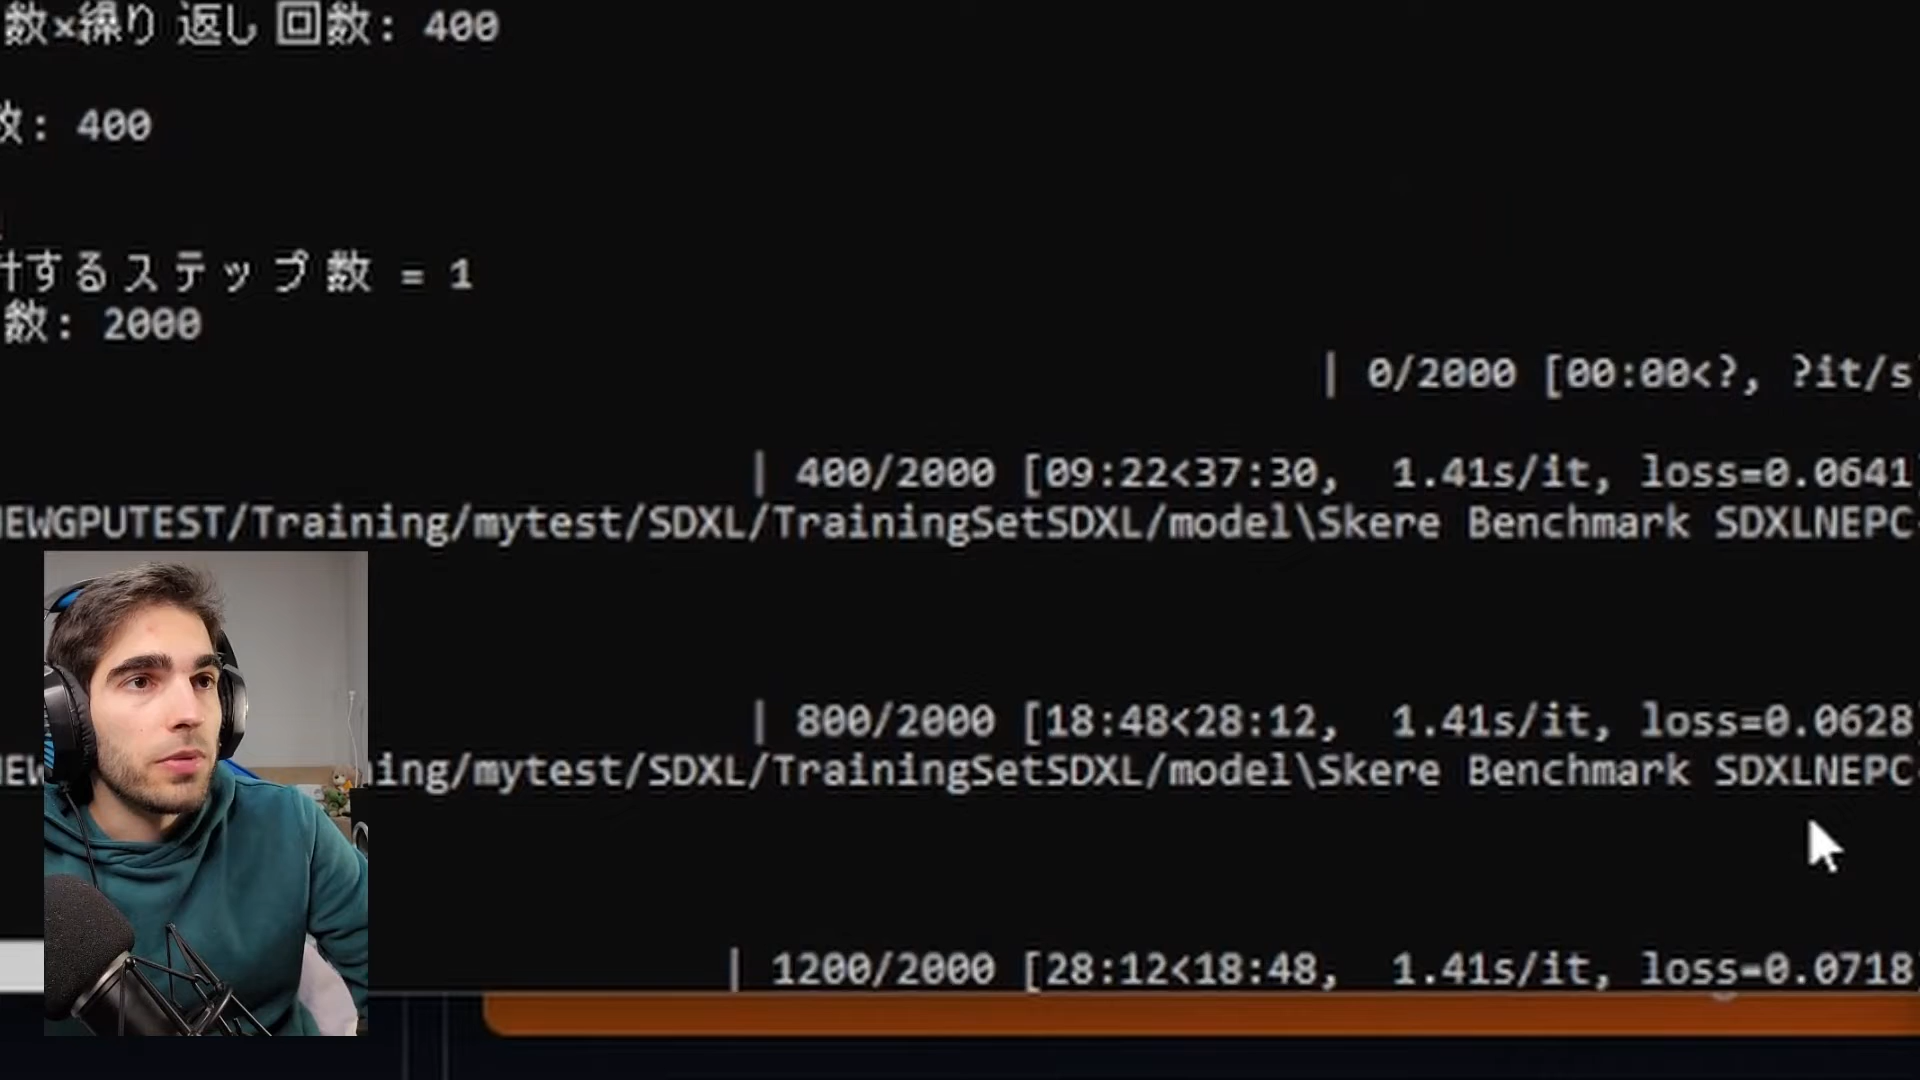 数×繰り返し回数: 400
数: 400
計するステップ数 = 1
数: 2000
| 0/2000 [00:00<?, ?it/s]
| 400/2000 [09:22<37:30, 1.41s/it, loss=0.0641]
NEWGPUTEST/Training/mytest/SDXL/TrainingSetSDXL/model\Skere Benchmark SDXLNEPC
| 800/2000 [18:48<28:12, 1.41s/it, loss=0.0628]
NEW ing/mytest/SDXL/TrainingSetSDXL/model\Skere Benchmark SDXLNEPC
| 1200/2000 [28:12<18:48, 1.41s/it, loss=0.0718